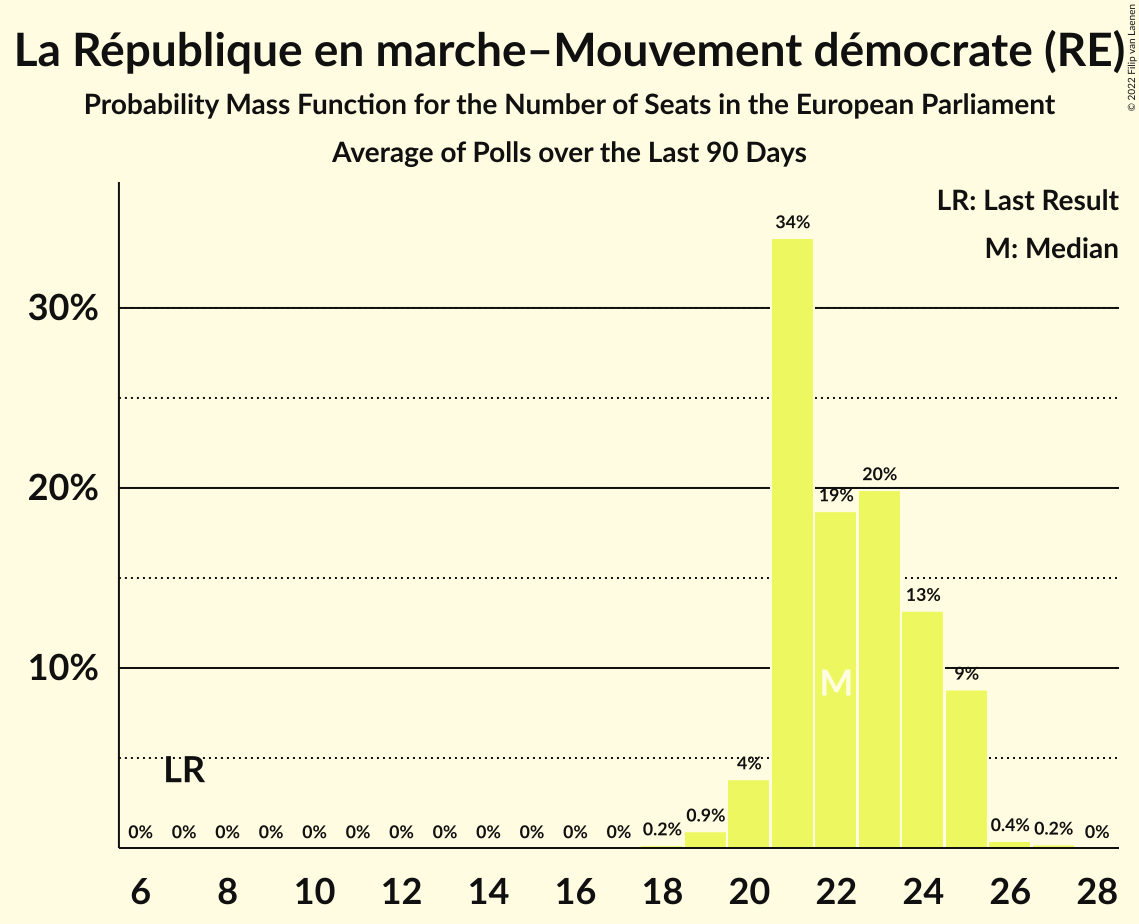 La République en marche–Mouvement démocrate (RE)
© 2022 Filip van Laenen
Probability Mass Function for the Number of Seats in the European Parliament
Average of Polls over the Last 90 Days
LR: Last Result
M: Median
34%
30%
20%
20%
19%
13%
10%
9%
M
LR
4%
0% 0% 0% 0% 0% 0% 0% 0% 0% 0% 0% 0% 0.2% 0.9% 0.4% 0.2% 0%
6 8 10 12 14 16 18 20 22 24 26 28